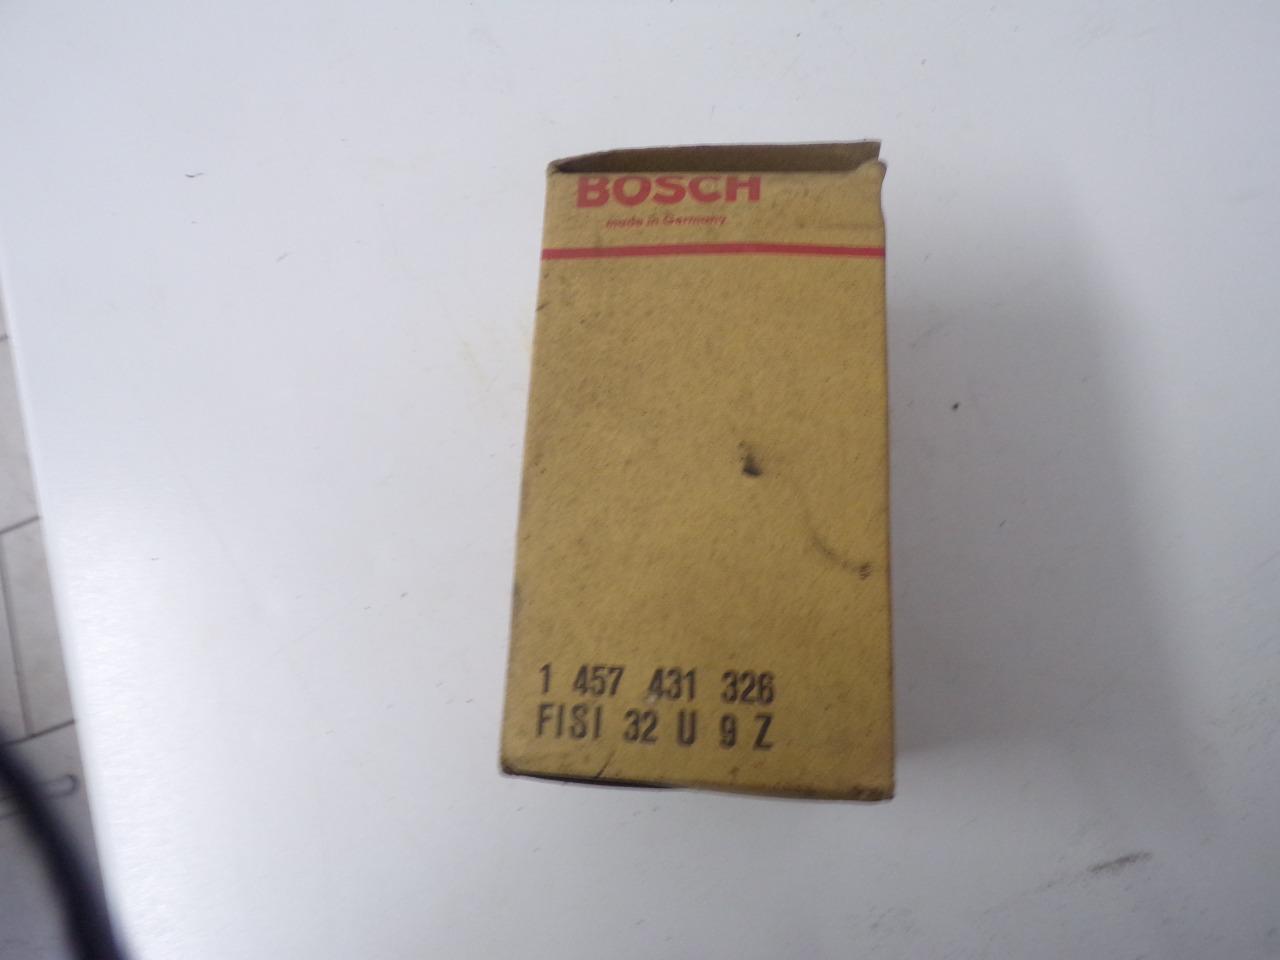 BOSCH
made in Germany
1 457 431 326
FISI 32 U 9 Z